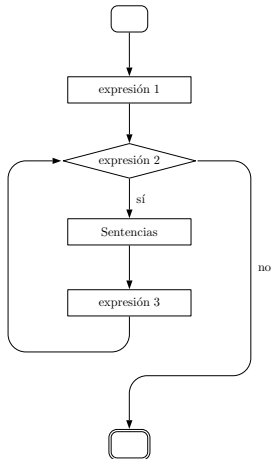 expresión 1
expresión 2
sí
Sentencias
no
expresión 3